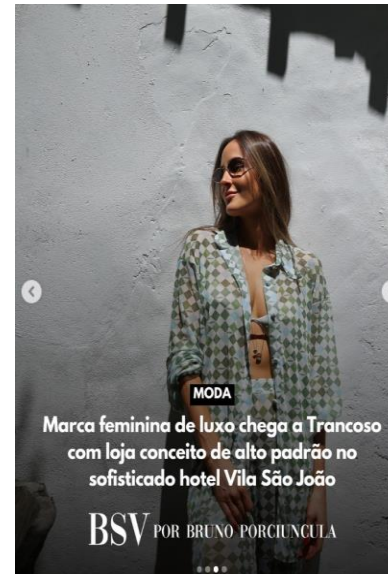 MODA
Marca feminina de luxo chega a Trancoso
com loja conceito de alto padrão no
sofisticado hotel Vila São João
BSV POR BRUNO PORCIUNCULA